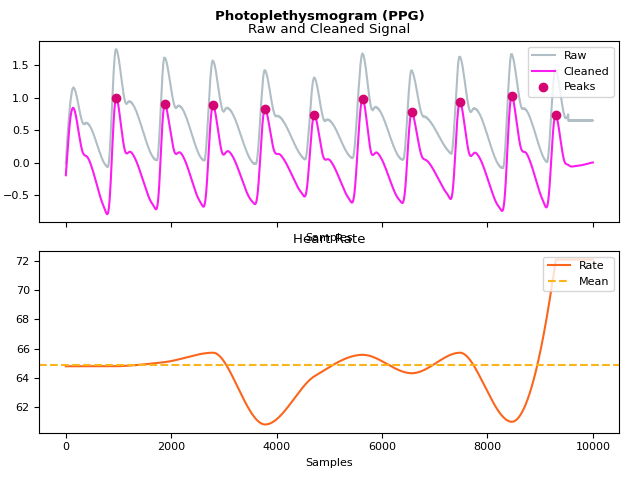 Photoplethysmogram (PPG)
Raw and Cleaned Signal
1.5
1.0
0.5
0.0
−0.5
Raw
Cleaned
Peaks
Samples
Heart Rate
72
70
68
66
64
62
Rate
Mean
0
2000
4000
6000
8000
10000
Samples